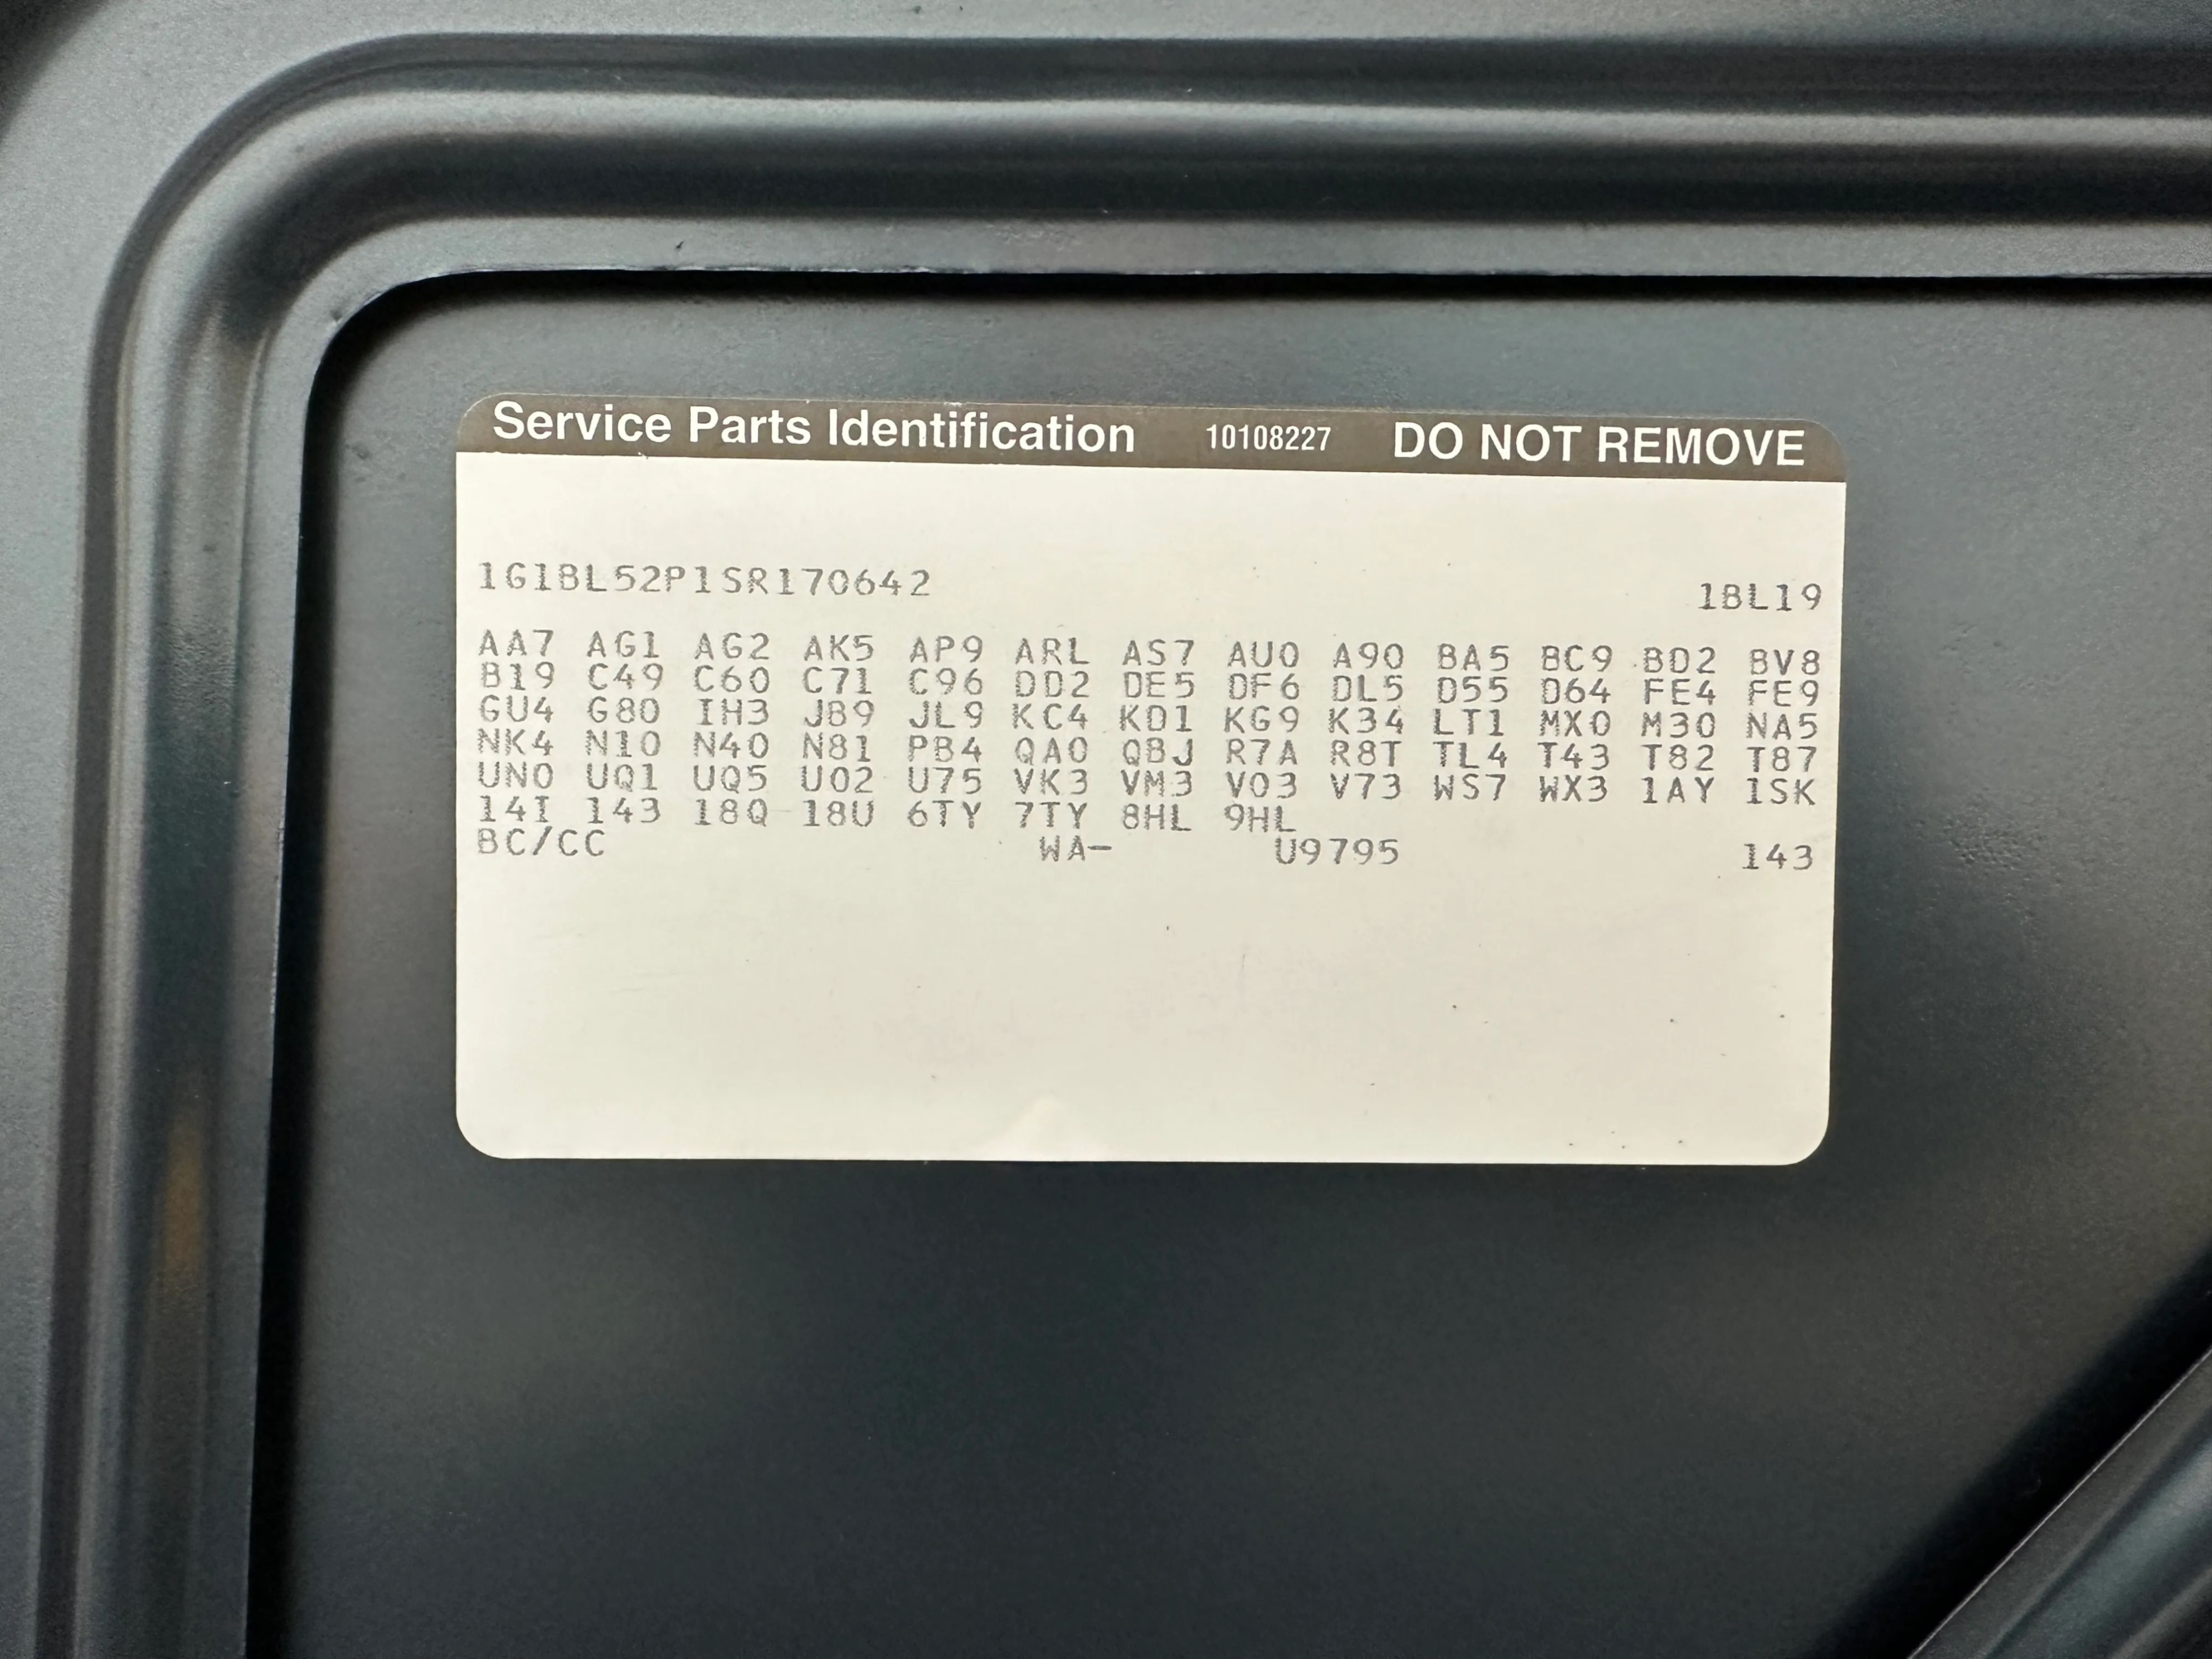 Service Parts Identification 10108227 DO NOT REMOVE
1G1BL52P1SR170642 1BL19
AA7 AG1 AG2 AK5 AP9 ARL AS7 AU0 A90 BA5 BC9 BD2 BV8
B19 C49 C60 C71 C96 DD2 DE5 DF6 DL5 D55 D64 FE4 FE9
GU4 G80 IH3 JB9 JL9 KC4 KD1 KG9 K34 LT1 MX0 M30 NA5
NK4 N10 N40 N81 PB4 QA0 QBJ R7A R8T TL4 T43 T82 T87
UN0 UQ1 UQ5 U02 U75 VK3 VM3 V03 V73 WS7 WX3 1AY 1SK
14I 143 18Q 18U 6TY 7TY 8HL 9HL
BC/CC WA- U9795 143